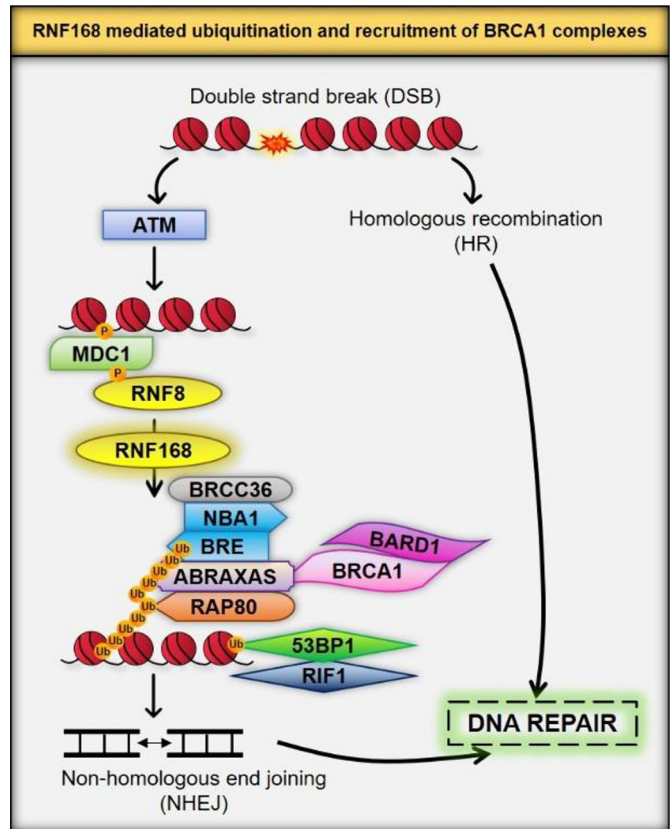 RNF168 mediated ubiquitination and recruitment of BRCA1 complexes
Double strand break (DSB)
ATM
Homologous recombination
(HR)
P
MDC1
P
RNF8
RNF168
BRCC36
NBA1
BRE
BARD1
ABRAXAS
BRCA1
RAP80
Ub
Ub
Ub
Ub
Ub
Ub
Ub
Ub
Ub
Ub
53BP1
RIF1
DNA REPAIR
Non-homologous end joining
(NHEJ)